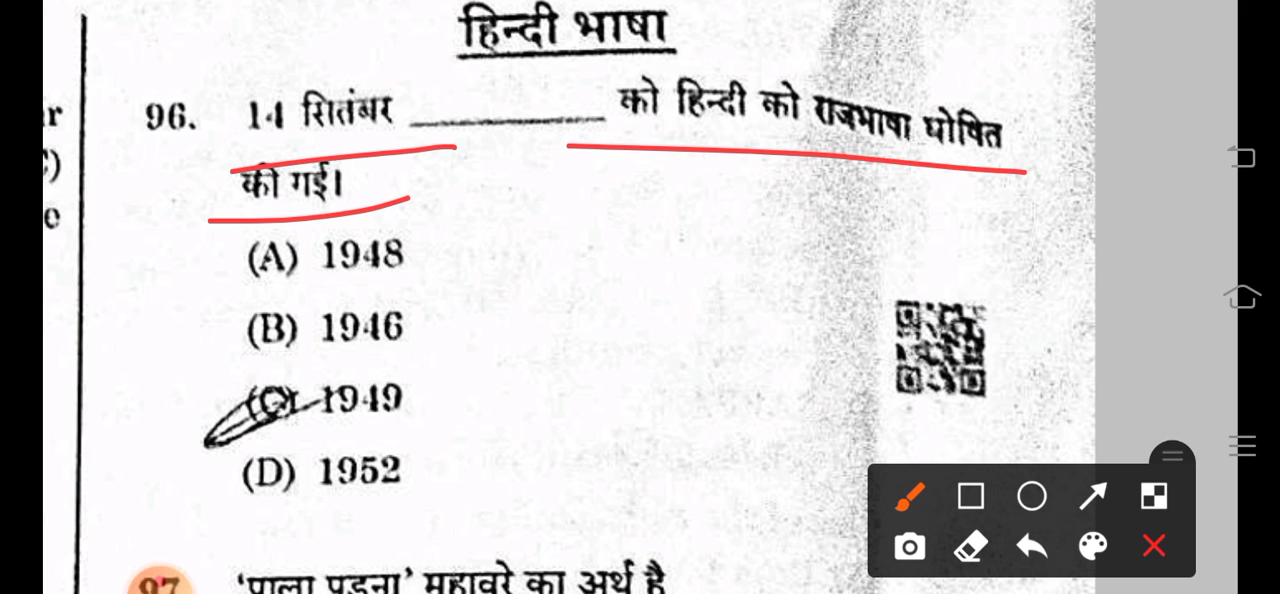 हिन्दी भाषा
96. 14 सितंबर ________ को हिन्दी को राजभाषा घोषित
की गई।
(A) 1948
(B) 1946
(C) 1949
(D) 1952
97 'पाला पड़ना' मुहावरे का अर्थ है